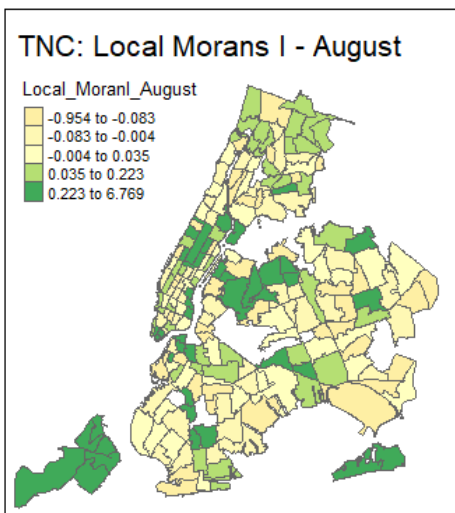 TNC: Local Morans I - August
Local_MoranI_August
-0.954 to -0.083
-0.083 to -0.004
-0.004 to 0.035
0.035 to 0.223
0.223 to 6.769